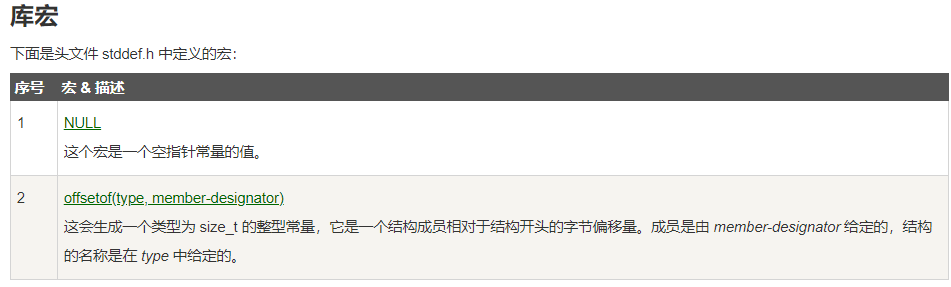 库宏
下面是头文件 stddef.h 中定义的宏：
序号 宏 & 描述
1 NULL
这个宏是一个空指针常量的值。
2 offsetof(type, member-designator)
这会生成一个类型为 size_t 的整型常量，它是一个结构成员相对于结构开头的字节偏移量。成员是由 member-designator 给定的，结构
的名称是在 type 中给定的。